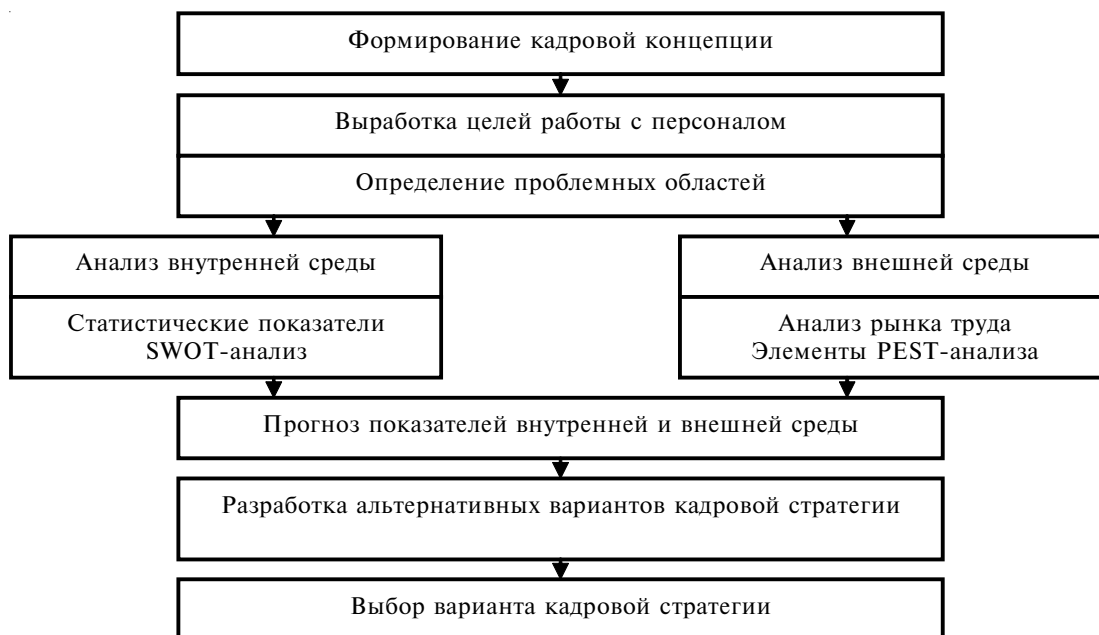 Формирование кадровой концепции
Выработка целей работы с персоналом
Определение проблемных областей
Анализ внутренней среды
Статистические показатели
SWOT-анализ
Анализ внешней среды
Анализ рынка труда
Элементы PEST-анализа
Прогноз показателей внутренней и внешней среды
Разработка альтернативных вариантов кадровой стратегии
Выбор варианта кадровой стратегии